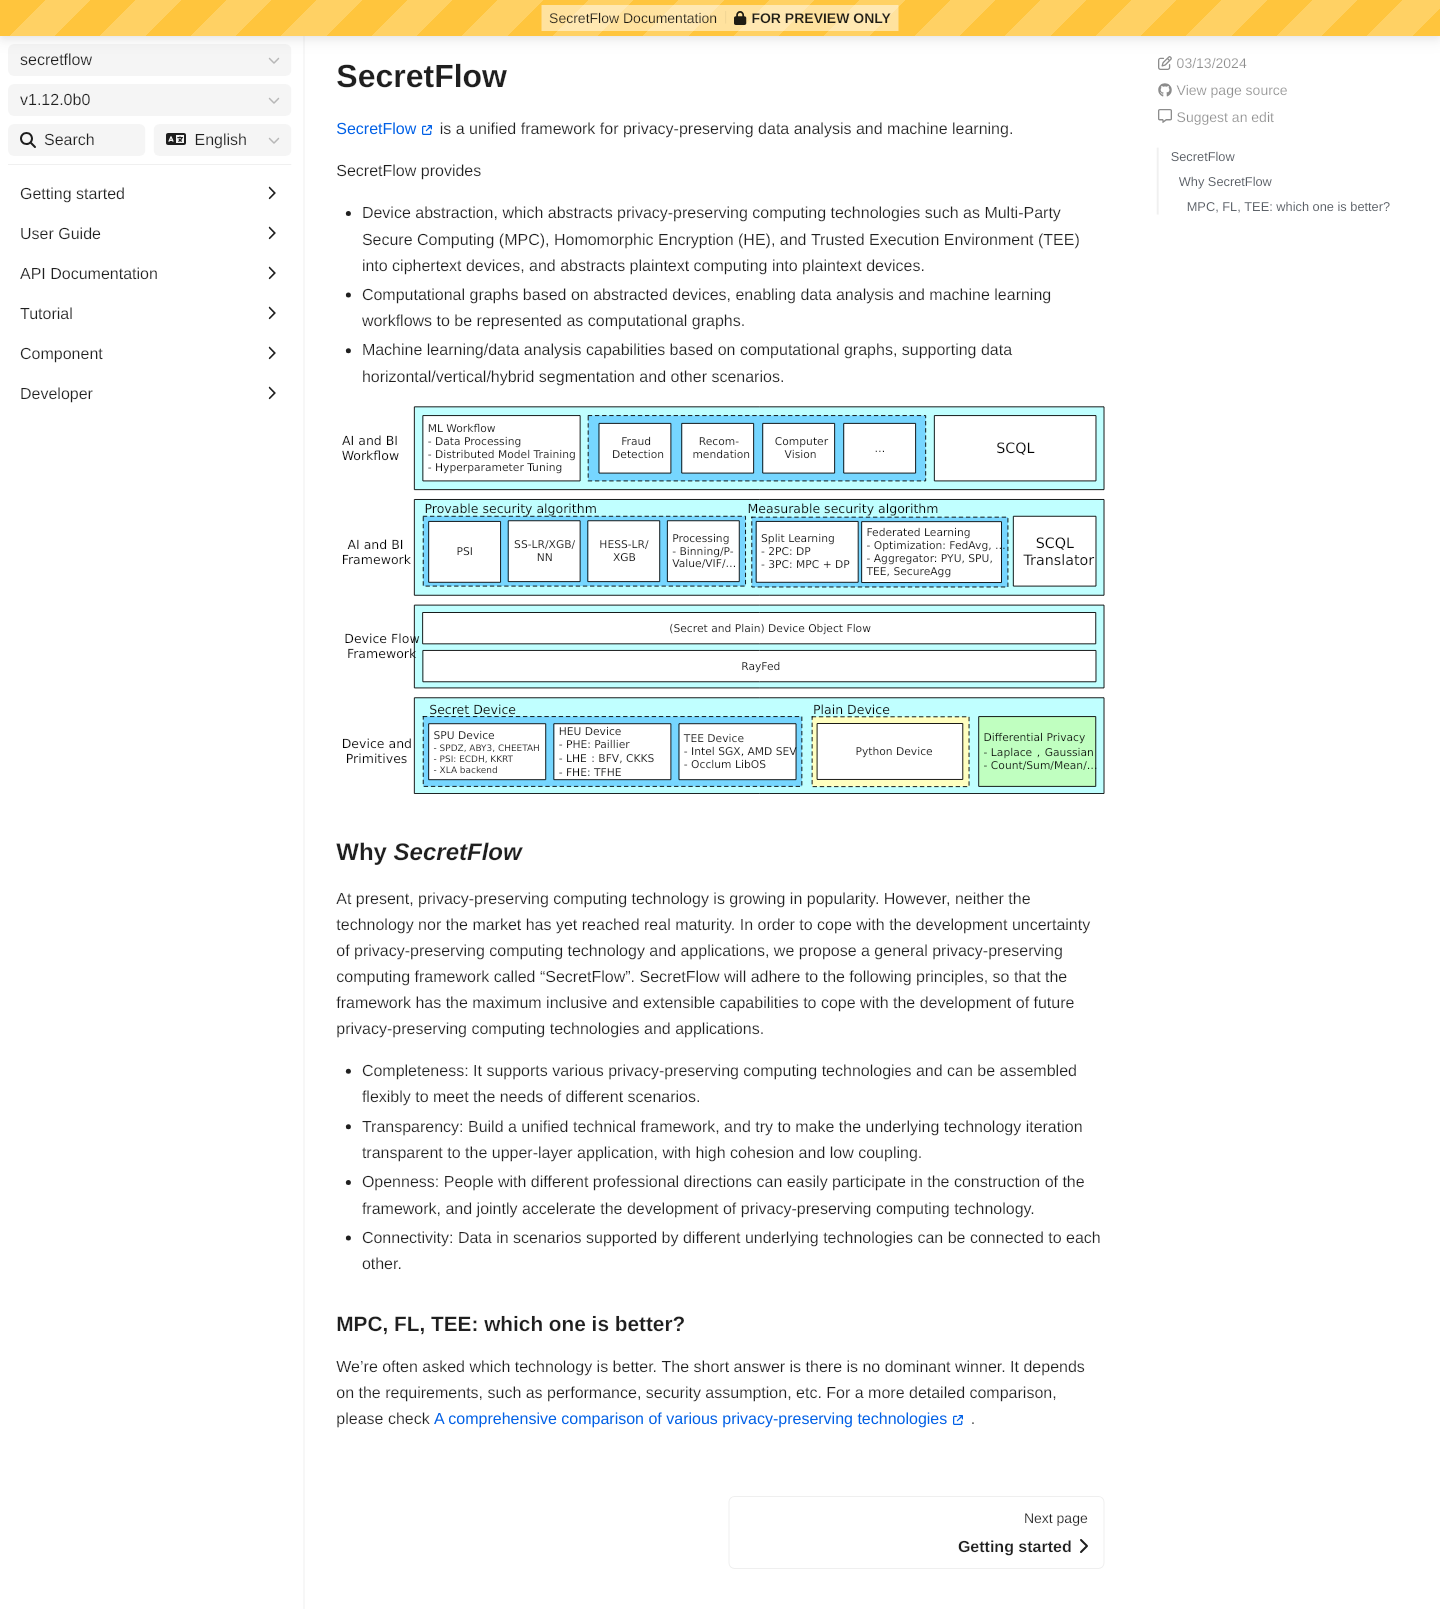 SecretFlow Documentation FOR PREVIEW ONLY
secretflow
v1.12.0b0
Search English
Getting started
User Guide
API Documentation
Tutorial
Component
Developer
SecretFlow
SecretFlow is a unified framework for privacy-preserving data analysis and machine learning.
SecretFlow provides
Device abstraction, which abstracts privacy-preserving computing technologies such as Multi-Party
Secure Computing (MPC), Homomorphic Encryption (HE), and Trusted Execution Environment (TEE)
into ciphertext devices, and abstracts plaintext computing into plaintext devices.
Computational graphs based on abstracted devices, enabling data analysis and machine learning
workflows to be represented as computational graphs.
Machine learning/data analysis capabilities based on computational graphs, supporting data
horizontal/vertical/hybrid segmentation and other scenarios.
AI and BI
Workflow
ML Workflow
- Data Processing
- Distributed Model Training
- Hyperparameter Tuning
Fraud
Detection
Recom-
mendation
Computer
Vision
...
SCQL
AI and BI
Framework
Provable security algorithm
PSI
SS-LR/XGB/
NN
HESS-LR/
XGB
Processing
- Binning/P-
Value/VIF/...
Measurable security algorithm
Split Learning
- 2PC: DP
- 3PC: MPC + DP
Federated Learning
- Optimization: FedAvg, ...
- Aggregator: PYU, SPU,
TEE, SecureAgg
SCQL
Translator
Device Flow
Framework
(Secret and Plain) Device Object Flow
RayFed
Device and
Primitives
Secret Device
SPU Device
- SPDZ, ABY3, CHEETAH
- PSI: ECDH, KKRT
- XLA backend
HEU Device
- PHE: Paillier
- LHE : BFV, CKKS
- FHE: TFHE
TEE Device
- Intel SGX, AMD SEV
- Occlum LibOS
Plain Device
Python Device
Differential Privacy
- Laplace , Gaussian
- Count/Sum/Mean/...
Why SecretFlow
At present, privacy-preserving computing technology is growing in popularity. However, neither the
technology nor the market has yet reached real maturity. In order to cope with the development uncertainty
of privacy-preserving computing technology and applications, we propose a general privacy-preserving
computing framework called “SecretFlow”. SecretFlow will adhere to the following principles, so that the
framework has the maximum inclusive and extensible capabilities to cope with the development of future
privacy-preserving computing technologies and applications.
Completeness: It supports various privacy-preserving computing technologies and can be assembled
flexibly to meet the needs of different scenarios.
Transparency: Build a unified technical framework, and try to make the underlying technology iteration
transparent to the upper-layer application, with high cohesion and low coupling.
Openness: People with different professional directions can easily participate in the construction of the
framework, and jointly accelerate the development of privacy-preserving computing technology.
Connectivity: Data in scenarios supported by different underlying technologies can be connected to each
other.
MPC, FL, TEE: which one is better?
We’re often asked which technology is better. The short answer is there is no dominant winner. It depends
on the requirements, such as performance, security assumption, etc. For a more detailed comparison,
please check A comprehensive comparison of various privacy-preserving technologies .
Next page
Getting started
03/13/2024
View page source
Suggest an edit
SecretFlow
Why SecretFlow
MPC, FL, TEE: which one is better?